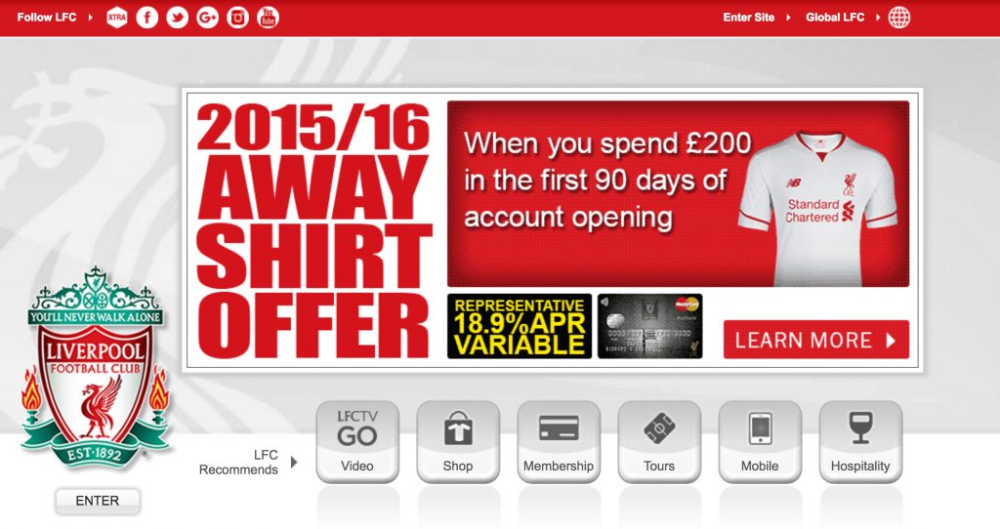 Follow LFC
XTRA
You
Tube
Enter Site
Global LFC
2015/16
AWAY
SHIRT
OFFER
When you spend £200
in the first 90 days of
account opening
Standard
Chartered
L.F.C.
REPRESENTATIVE
18.9% APR
VARIABLE
MasterCard
PLATINUM
LEARN MORE
YOU'LL NEVER WALK ALONE
LIVERPOOL
FOOTBALL CLUB
EST·1892
ENTER
LFC
Recommends
LFCTV
GO
Video
Shop
Membership
Tours
Mobile
Hospitality